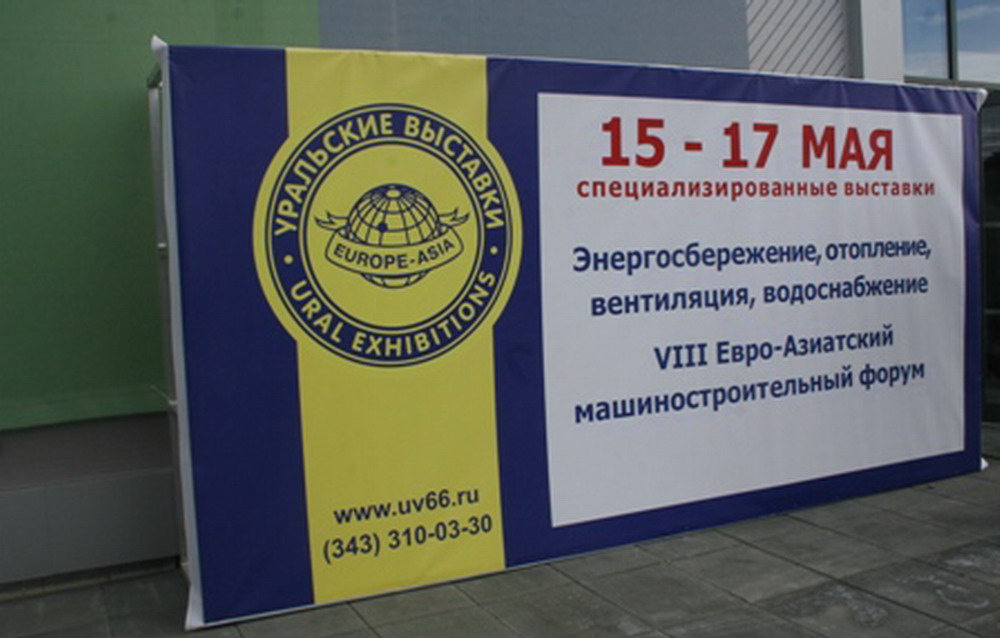 УРАЛЬСКИЕ ВЫСТАВКИ
EUROPE-ASIA
URAL EXHIBITIONS
www.uv66.ru
(343) 310-03-30
15 - 17 МАЯ
специализированные выставки
Энергосбережение, отопление,
вентиляция, водоснабжение
VIII Евро-Азиатский
машиностроительный форум